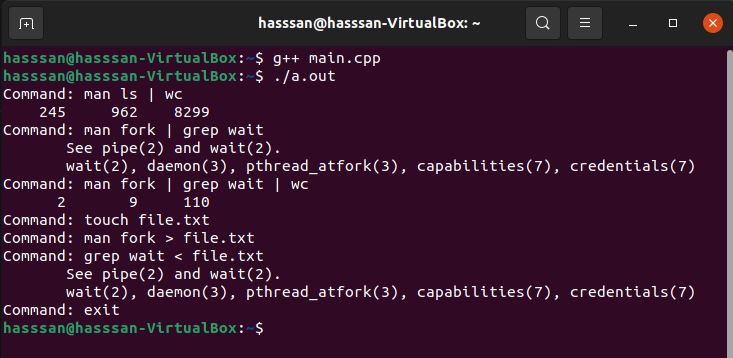 hasssan@hasssan-VirtualBox: ~
hasssan@hasssan-VirtualBox:~$ g++ main.cpp
hasssan@hasssan-VirtualBox:~$ ./a.out
Command: man ls | wc
    245     962    8299
Command: man fork | grep wait
       See pipe(2) and wait(2).
       wait(2), daemon(3), pthread_atfork(3), capabilities(7), credentials(7)
Command: man fork | grep wait | wc
      2       9     110
Command: touch file.txt
Command: man fork > file.txt
Command: grep wait < file.txt
       See pipe(2) and wait(2).
       wait(2), daemon(3), pthread_atfork(3), capabilities(7), credentials(7)
Command: exit
hasssan@hasssan-VirtualBox:~$